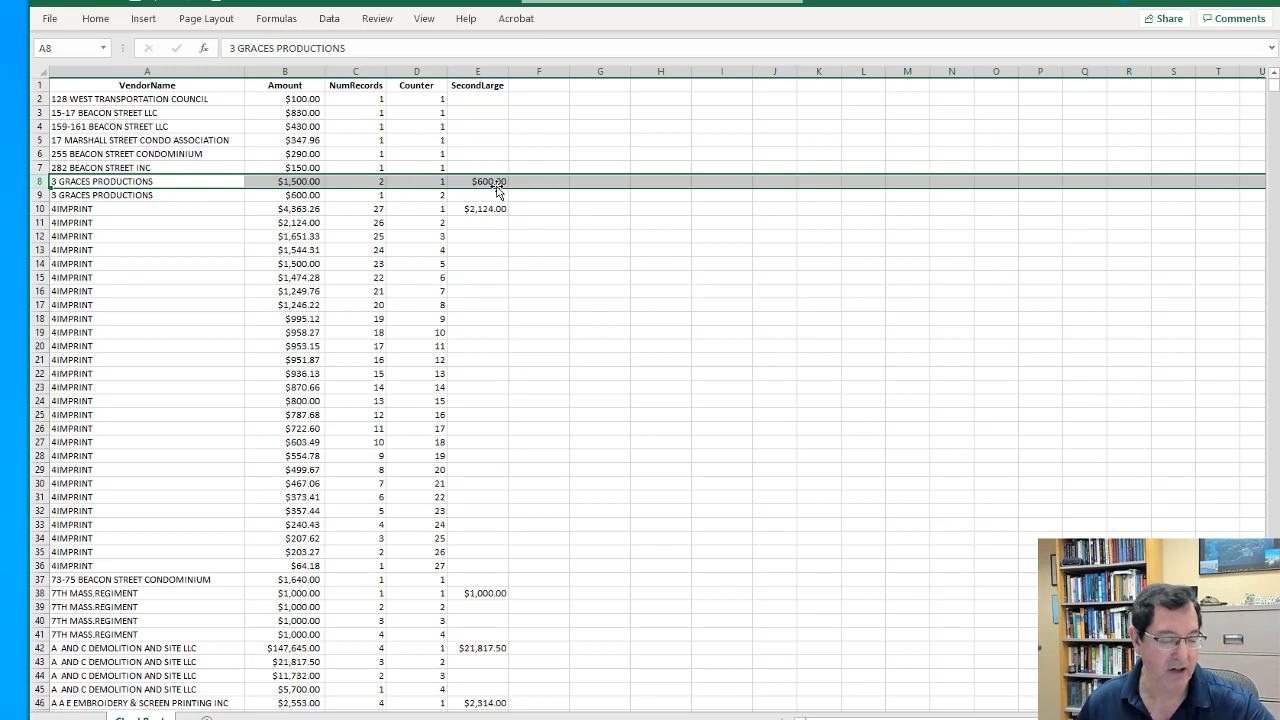 File Home Insert Page Layout Formulas Data Review View Help Acrobat Share Comments
A8 fx 3 GRACES PRODUCTIONS
A B C D E F G H I J K L M N O P Q R S T U
1 VendorName Amount NumRecords Counter SecondLarge
2 128 WEST TRANSPORTATION COUNCIL $100.00 1 1
3 15-17 BEACON STREET LLC $830.00 1 1
4 159-161 BEACON STREET LLC $430.00 1 1
5 17 MARSHALL STREET CONDO ASSOCIATION $347.96 1 1
6 255 BEACON STREET CONDOMINIUM $290.00 1 1
7 282 BEACON STREET INC $150.00 1 1
8 3 GRACES PRODUCTIONS $1,500.00 2 1 $600.00
9 3 GRACES PRODUCTIONS $600.00 1 2
10 4IMPRINT $4,363.26 27 1 $2,124.00
11 4IMPRINT $2,124.00 26 2
12 4IMPRINT $1,651.33 25 3
13 4IMPRINT $1,544.31 24 4
14 4IMPRINT $1,500.00 23 5
15 4IMPRINT $1,474.28 22 6
16 4IMPRINT $1,249.76 21 7
17 4IMPRINT $1,246.22 20 8
18 4IMPRINT $995.12 19 9
19 4IMPRINT $958.27 18 10
20 4IMPRINT $953.15 17 11
21 4IMPRINT $951.87 16 12
22 4IMPRINT $936.13 15 13
23 4IMPRINT $870.66 14 14
24 4IMPRINT $800.00 13 15
25 4IMPRINT $787.68 12 16
26 4IMPRINT $722.60 11 17
27 4IMPRINT $603.49 10 18
28 4IMPRINT $554.78 9 19
29 4IMPRINT $499.67 8 20
30 4IMPRINT $467.06 7 21
31 4IMPRINT $373.41 6 22
32 4IMPRINT $357.44 5 23
33 4IMPRINT $240.43 4 24
34 4IMPRINT $207.62 3 25
35 4IMPRINT $203.27 2 26
36 4IMPRINT $64.18 1 27
37 73-75 BEACON STREET CONDOMINIUM $1,640.00 1 1
38 7TH MASS.REGIMENT $1,000.00 1 1 $1,000.00
39 7TH MASS.REGIMENT $1,000.00 2 2
40 7TH MASS.REGIMENT $1,000.00 3 3
41 7TH MASS.REGIMENT $1,000.00 4 4
42 A AND C DEMOLITION AND SITE LLC $147,645.00 4 1 $21,817.50
43 A AND C DEMOLITION AND SITE LLC $21,817.50 3 2
44 A AND C DEMOLITION AND SITE LLC $11,732.00 2 3
45 A AND C DEMOLITION AND SITE LLC $5,700.00 1 4
46 A A E EMBROIDERY & SCREEN PRINTING INC $2,553.00 4 1 $2,314.00